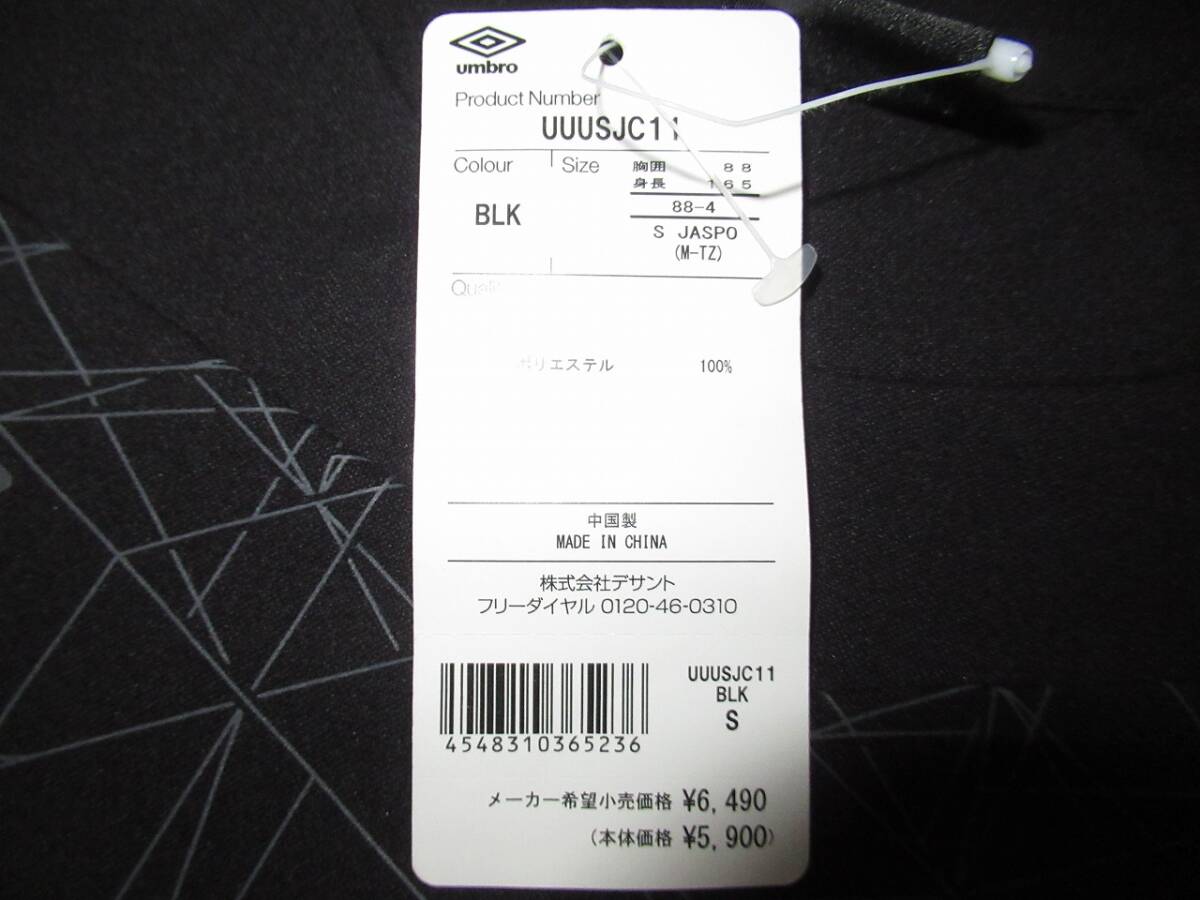 umbro
Product Number
UUUSJC11
Colour
Size
胸囲 88
身長 165
BLK
88-4
S JASPO
(M-TZ)
ポリエステル 100%
中国製
MADE IN CHINA
株式会社デサント
フリーダイヤル 0120-46-0310
UUUSJC11
BLK
S
4548310365236
メーカー希望小売価格 ¥6,490
(本体価格 ¥5,900)